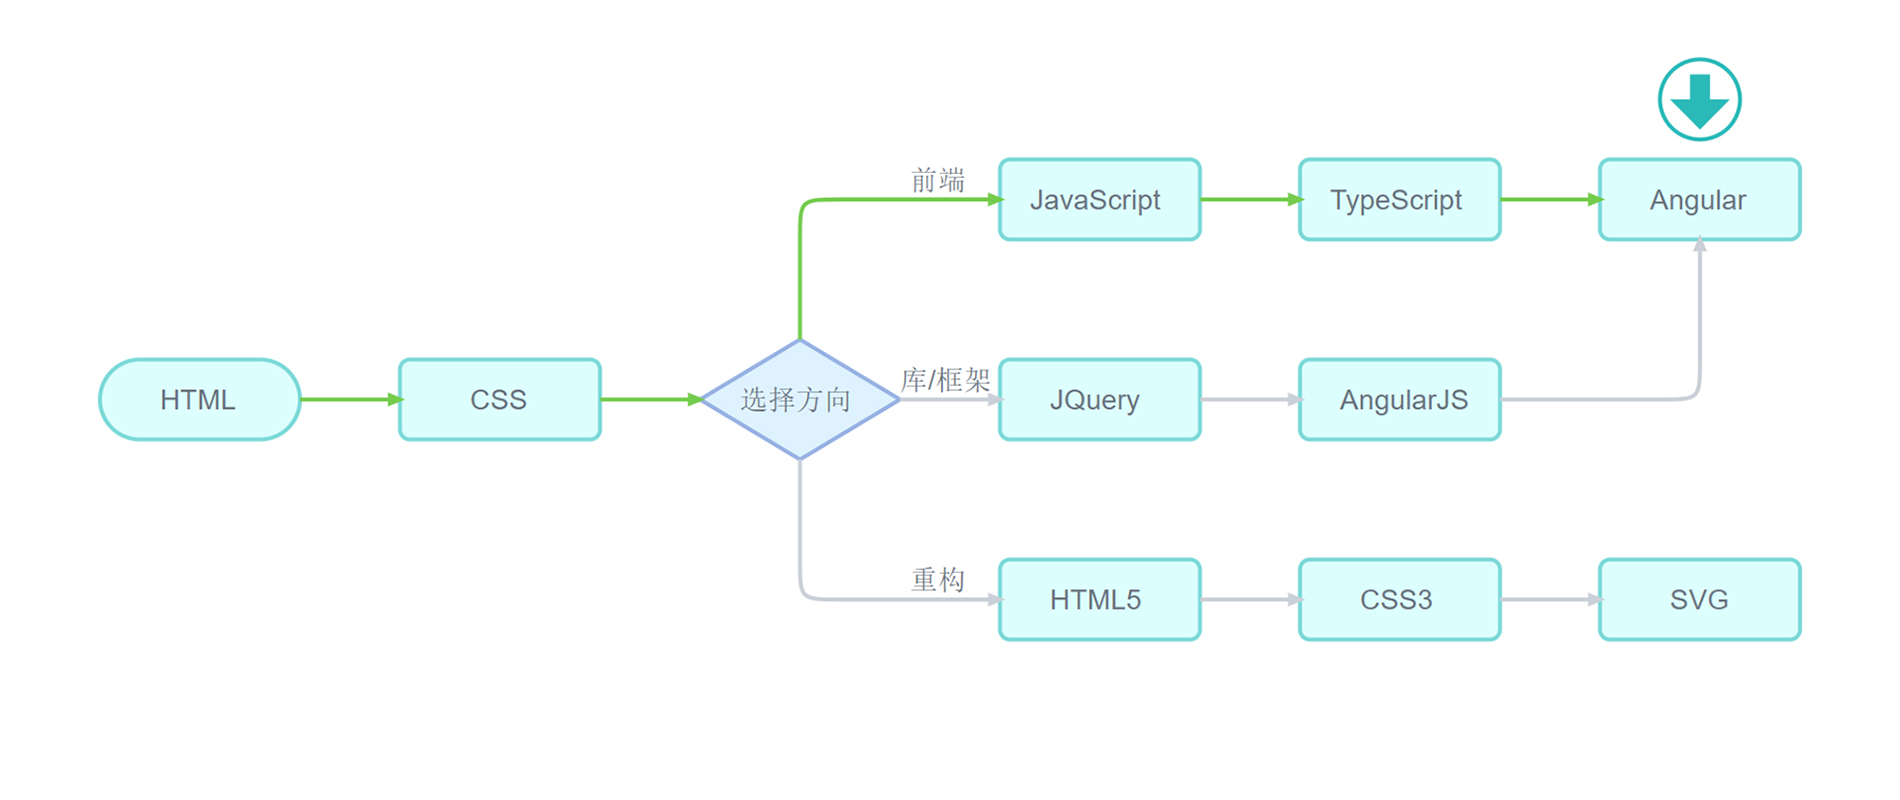 前端
JavaScript
TypeScript
Angular
HTML
CSS
选择方向
库/框架
JQuery
AngularJS
重构
HTML5
CSS3
SVG